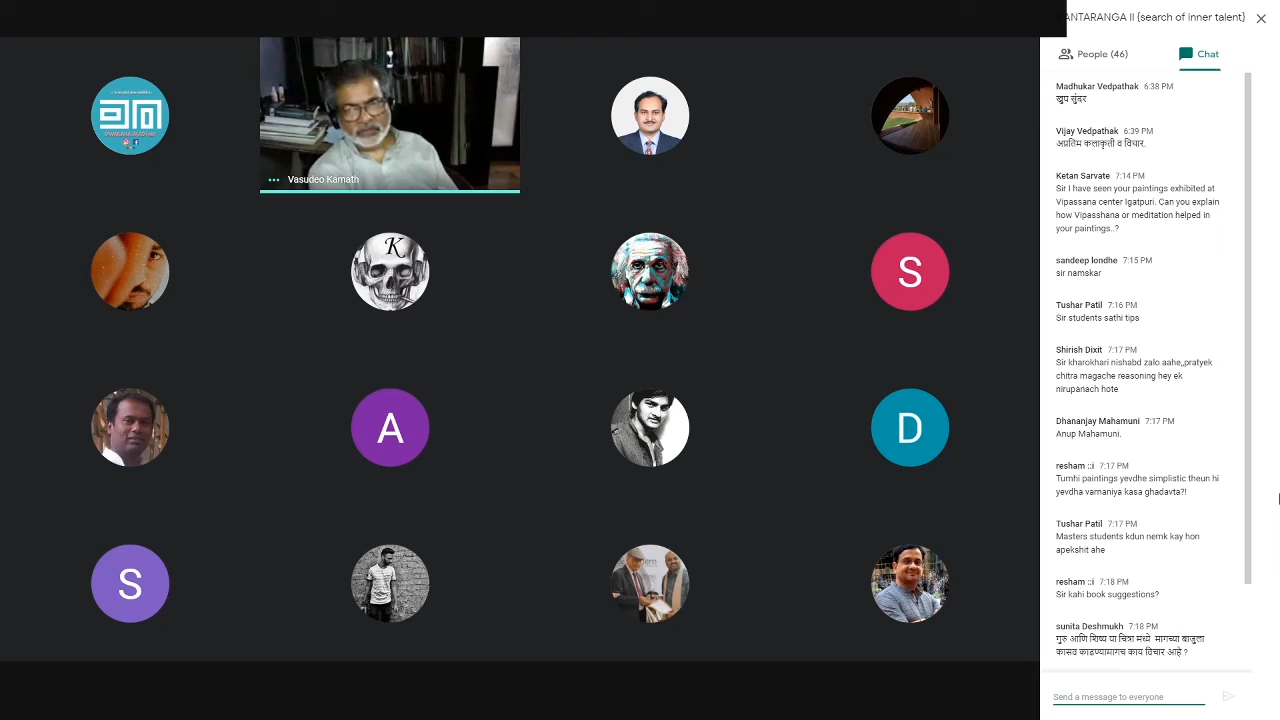 ANTARANGA II {search of Inner talent}
People (46)
Chat
Madhukar Vedpathak 6:38 PM
खुप सुंदर
Vijay Vedpathak 6:39 PM
अप्रतिम कलाकृती व विचार.
Ketan Sarvate 7:14 PM
Sir I have seen your paintings exhibited at
Vipassana center Igatpuri. Can you explain
how Vipasshana or meditation helped in
your paintings..?
sandeep londhe 7:15 PM
sir namskar
Tushar Patil 7:16 PM
Sir students sathi tips
Shirish Dixit 7:17 PM
Sir kharokhari nishabd zalo aahe,,pratyek
chitra magache reasoning hey ek
nirupanach hote
Dhananjay Mahamuni 7:17 PM
Anup Mahamuni.
resham ::i 7:17 PM
Tumhi paintings yevdhe simplistic theun hi
yevdha vamaniya kasa ghadavta?!
Tushar Patil 7:17 PM
Masters students kdun nemk kay hon
apekshit ahe
resham ::i 7:18 PM
Sir kahi book suggestions?
sunita Deshmukh 7:18 PM
गुरु आणि शिष्य या चित्रा मध्ये मागच्या बाजुला
कासव काढण्यामागच काय विचार आहे ?
Send a message to everyone
Vasudeo Kamath
K
S
A
D
S